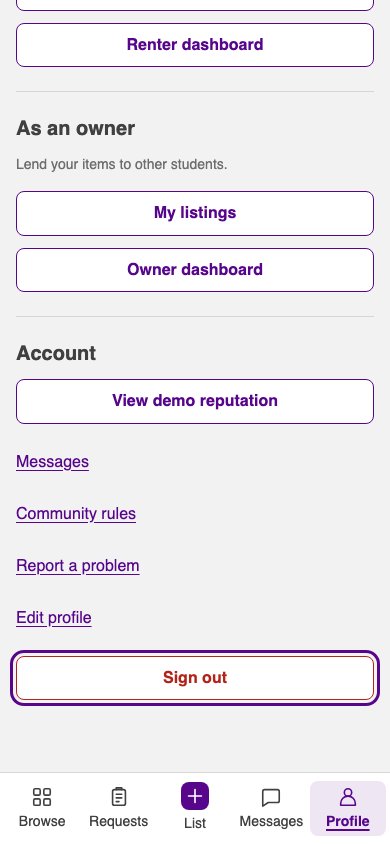 Renter dashboard
As an owner
Lend your items to other students.
My listings
Owner dashboard
Account
View demo reputation
Messages
Community rules
Report a problem
Edit profile
Sign out
Browse
Requests
List
Messages
Profile